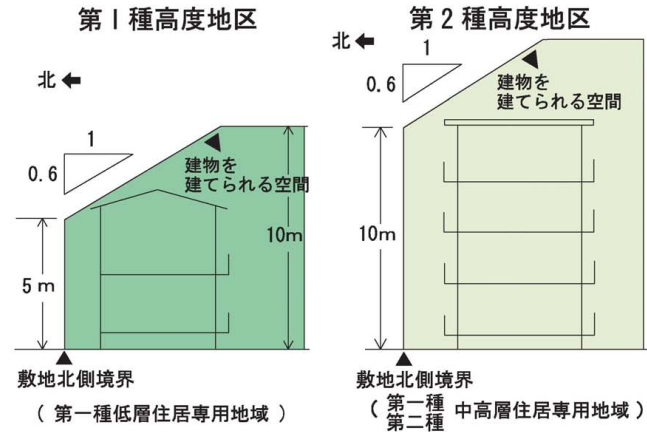 第1種高度地区
北
1
0.6
建物を
建てられる空間
5m
10m
敷地北側境界
(第一種低層住居専用地域)
第2種高度地区
北
1
0.6
建物を
建てられる空間
10m
敷地北側境界
(第一種 第二種 中高層住居専用地域)